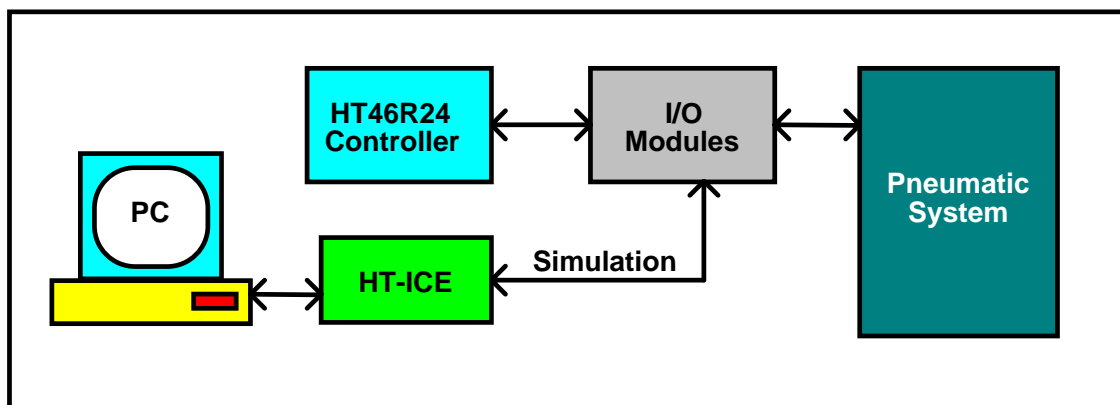 HT46R24
Controller
I/O
Modules
Pneumatic
System
PC
HT-ICE
Simulation